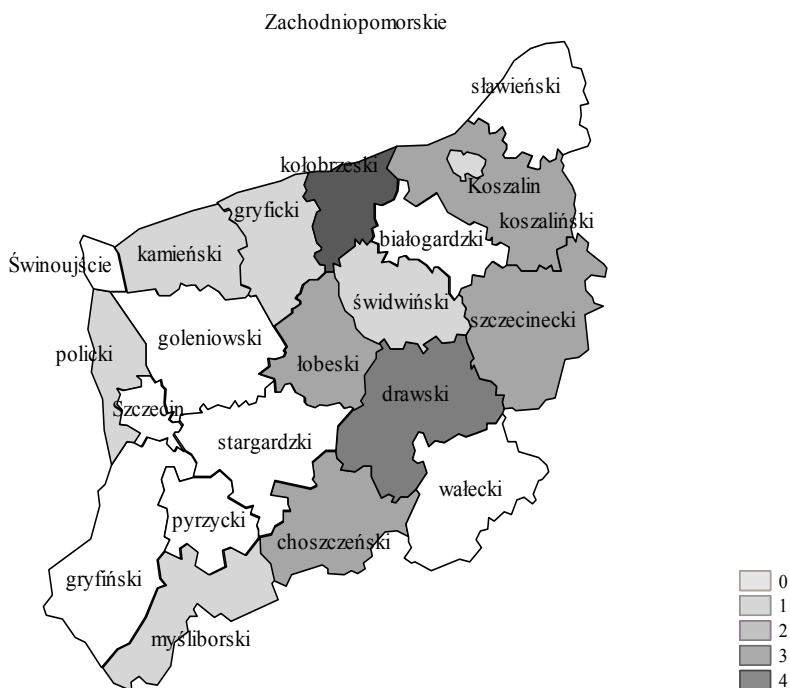 Zachodniopomorskie
sławieński
kołobrzeski
Koszalin
gryficki
koszaliński
białogardzki
kamieński
Świnoujście
świdwiński
szczecinecki
goleniowski
policki
łobeski
drawski
Szczecin
stargardzki
wałecki
pyrzycki
choszczeński
gryfiński
myśliborski
0
1
2
3
4